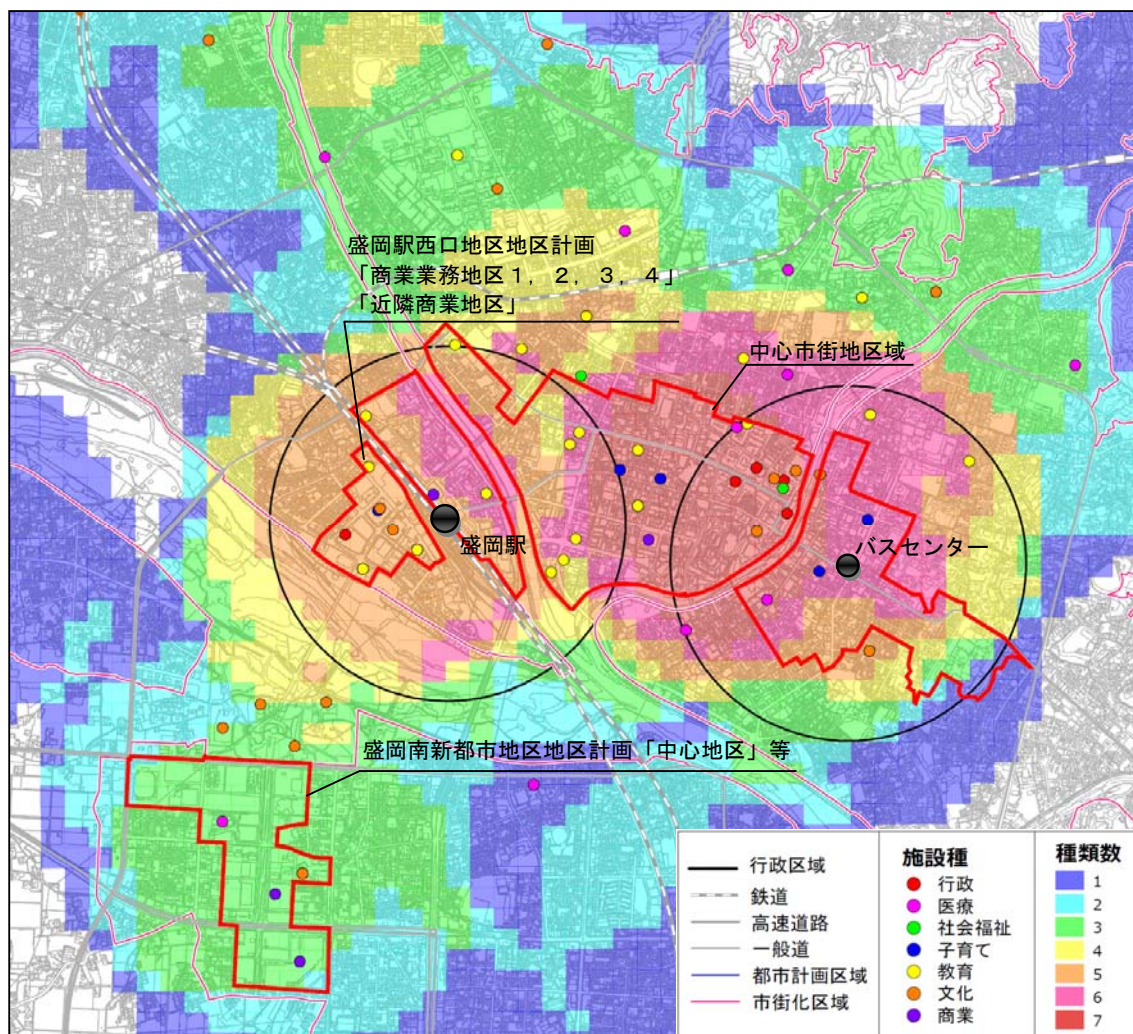 盛岡駅西口地区地区計画
「商業業務地区１，２，３，４」
「近隣商業地区」
中心市街地区域
盛岡駅
バスセンター
盛岡南新都市地区地区計画「中心地区」等
行政区域
鉄道
高速道路
一般道
都市計画区域
市街化区域
施設種
行政
医療
社会福祉
子育て
教育
文化
商業
種類数
1
2
3
4
5
6
7